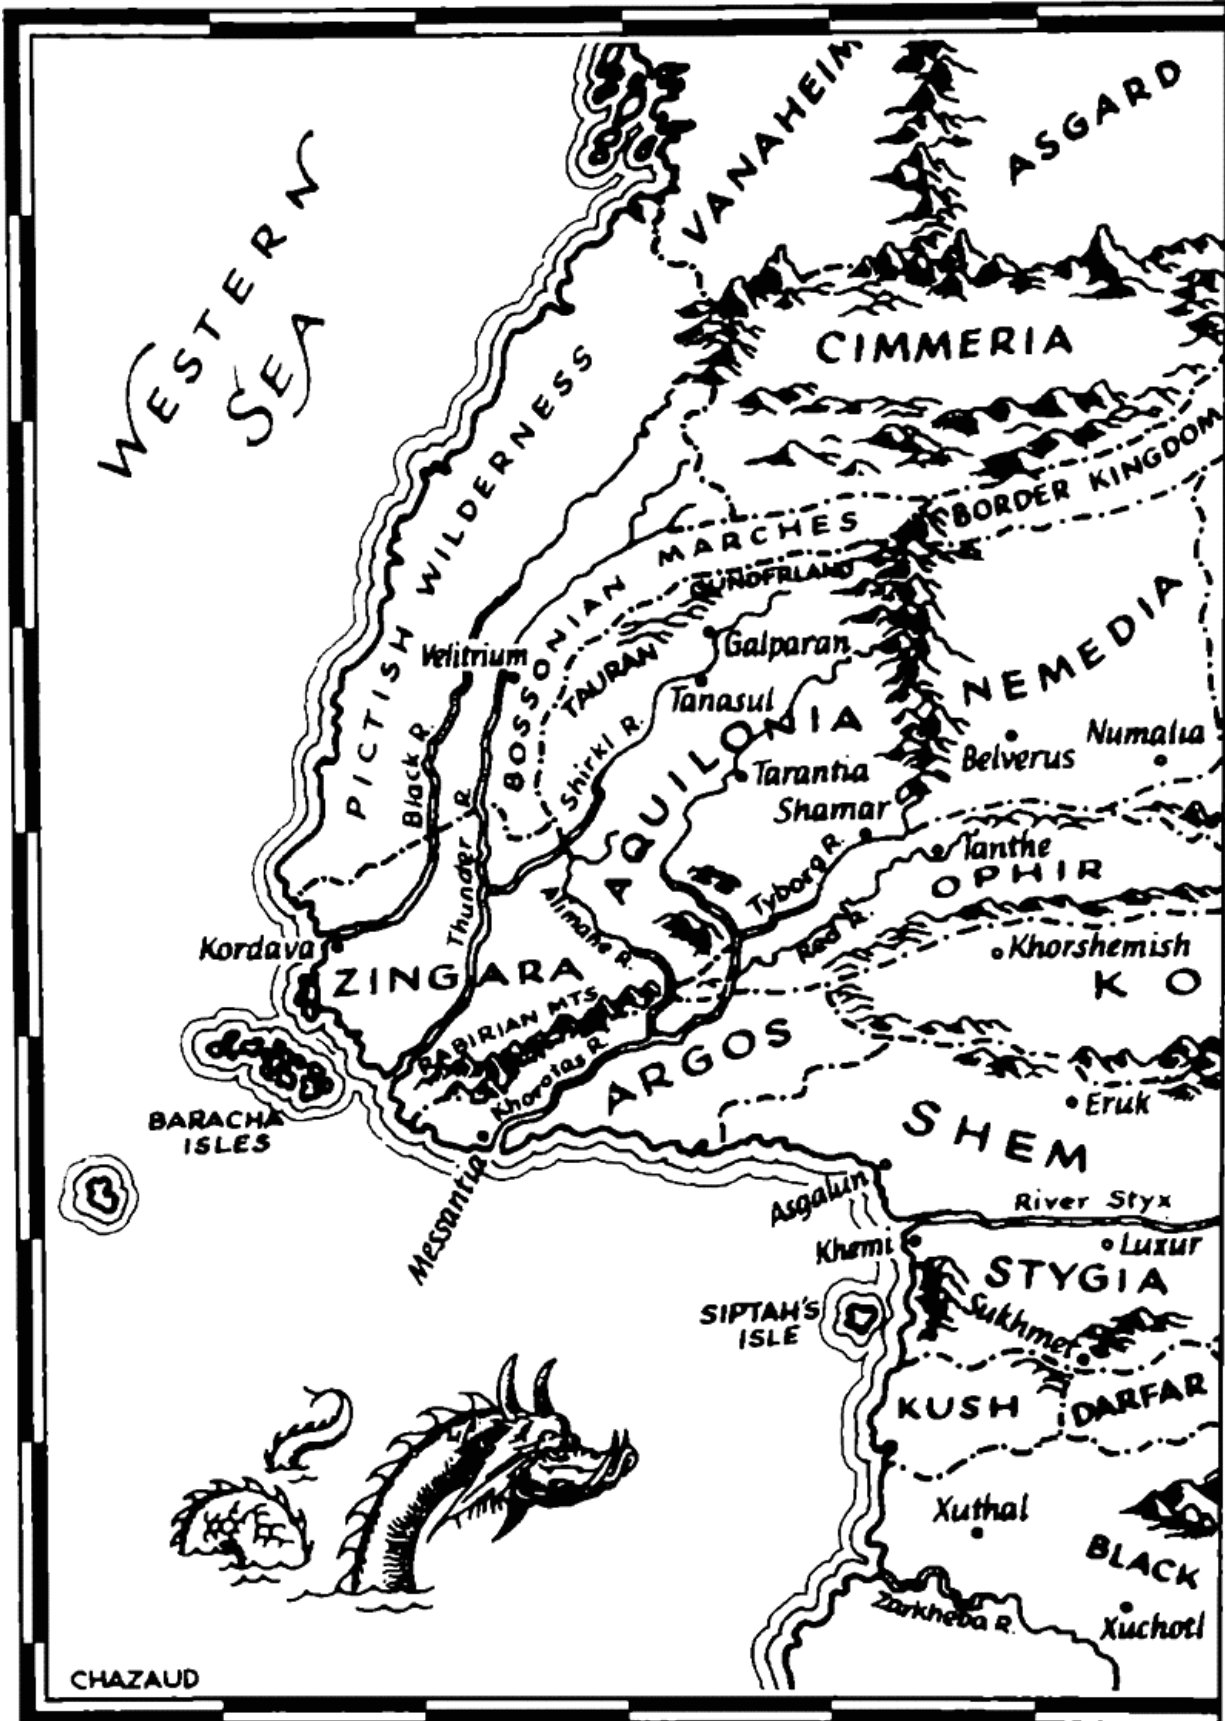 VANAHEIM
ASGARD
WESTERN
SEA
CIMMERIA
PICTISH WILDERNESS
BORDER KINGDOM
BOSSONIAN MARCHES
GUNDERLAND
TAURAN
Galparan
Velitrium
Tanasul
NEMEDIA
Numalia
Belverus
Black R.
Thunder R.
Shirki R.
AQUILONIA
Tarantia
Shamar
Tanthe
OPHIR
Tyborg R.
Red R.
Alimane R.
Kordava
ZINGARA
Khorshemish
KO
RABIRIAN MTS.
Khorotas R.
ARGOS
BARACHA
ISLES
Eruk
SHEM
Messantia
Asgalun
River Styx
Khemi
Luxur
STYGIA
SIPTAH'S
ISLE
Sukhmet
KUSH
DARFAR
Xuthal
BLACK
Zarkheba R.
Xuchotl
CHAZAUD